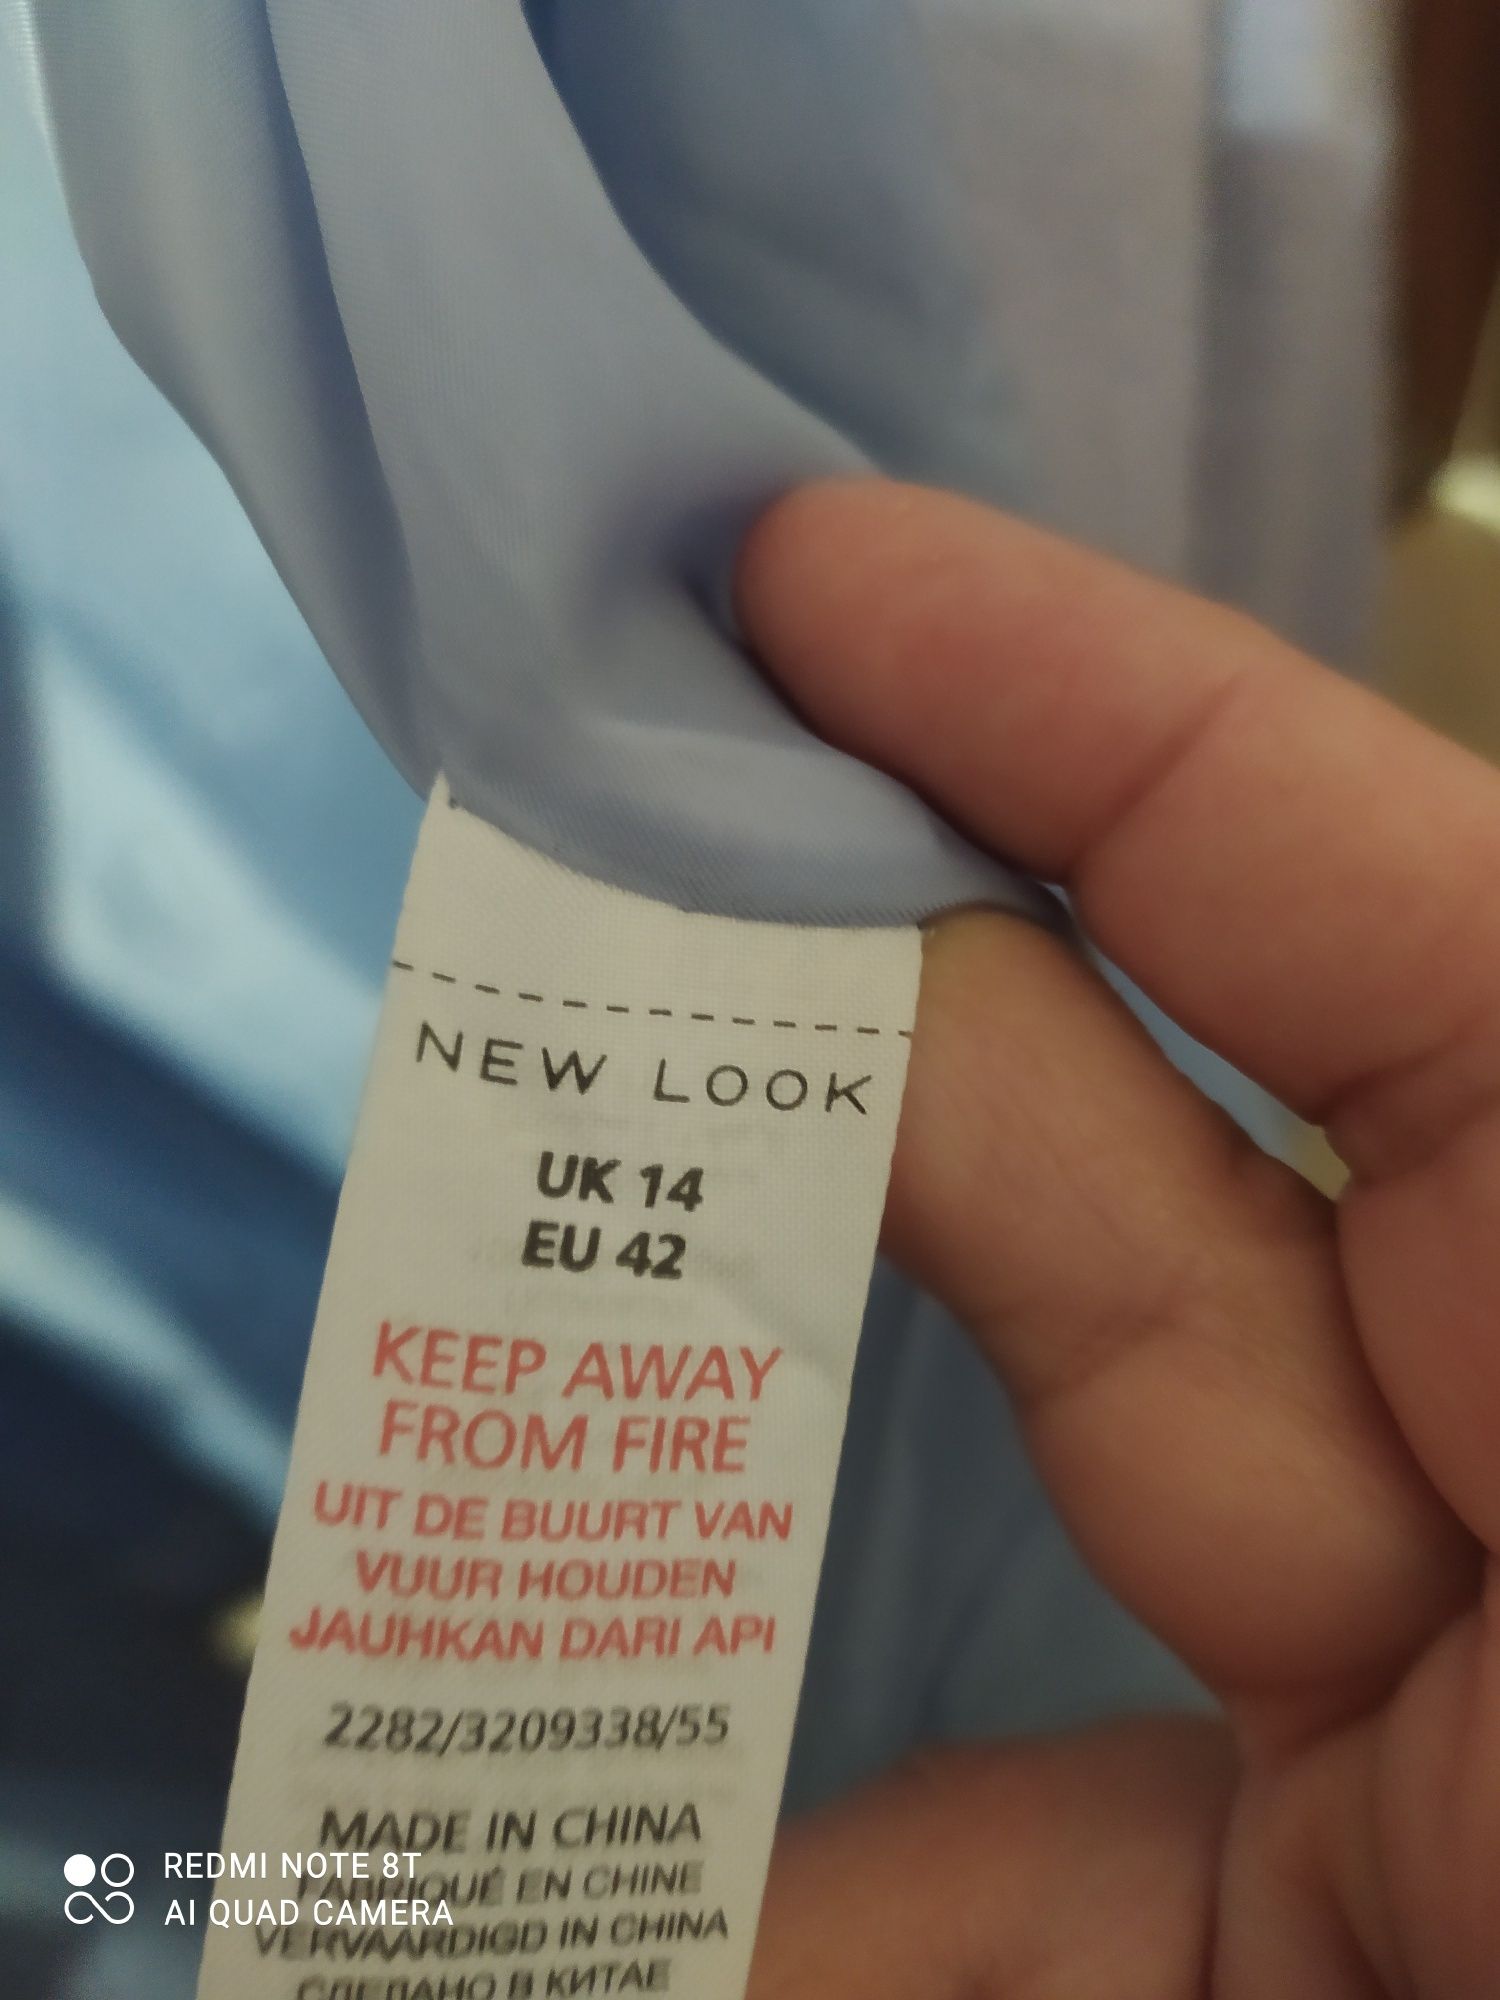 NEW LOOK
UK 14
EU 42
KEEP AWAY
FROM FIRE
UIT DE BUURT VAN
VUUR HOUDEN
JAUHKAN DARI API
2282/3209338/55
MADE IN CHINA
FABRIQUÉ EN CHINE
VERVAARDIGD IN CHINA
СДЕЛАНО В КИТАЕ
REDMI NOTE 8T
AI QUAD CAMERA